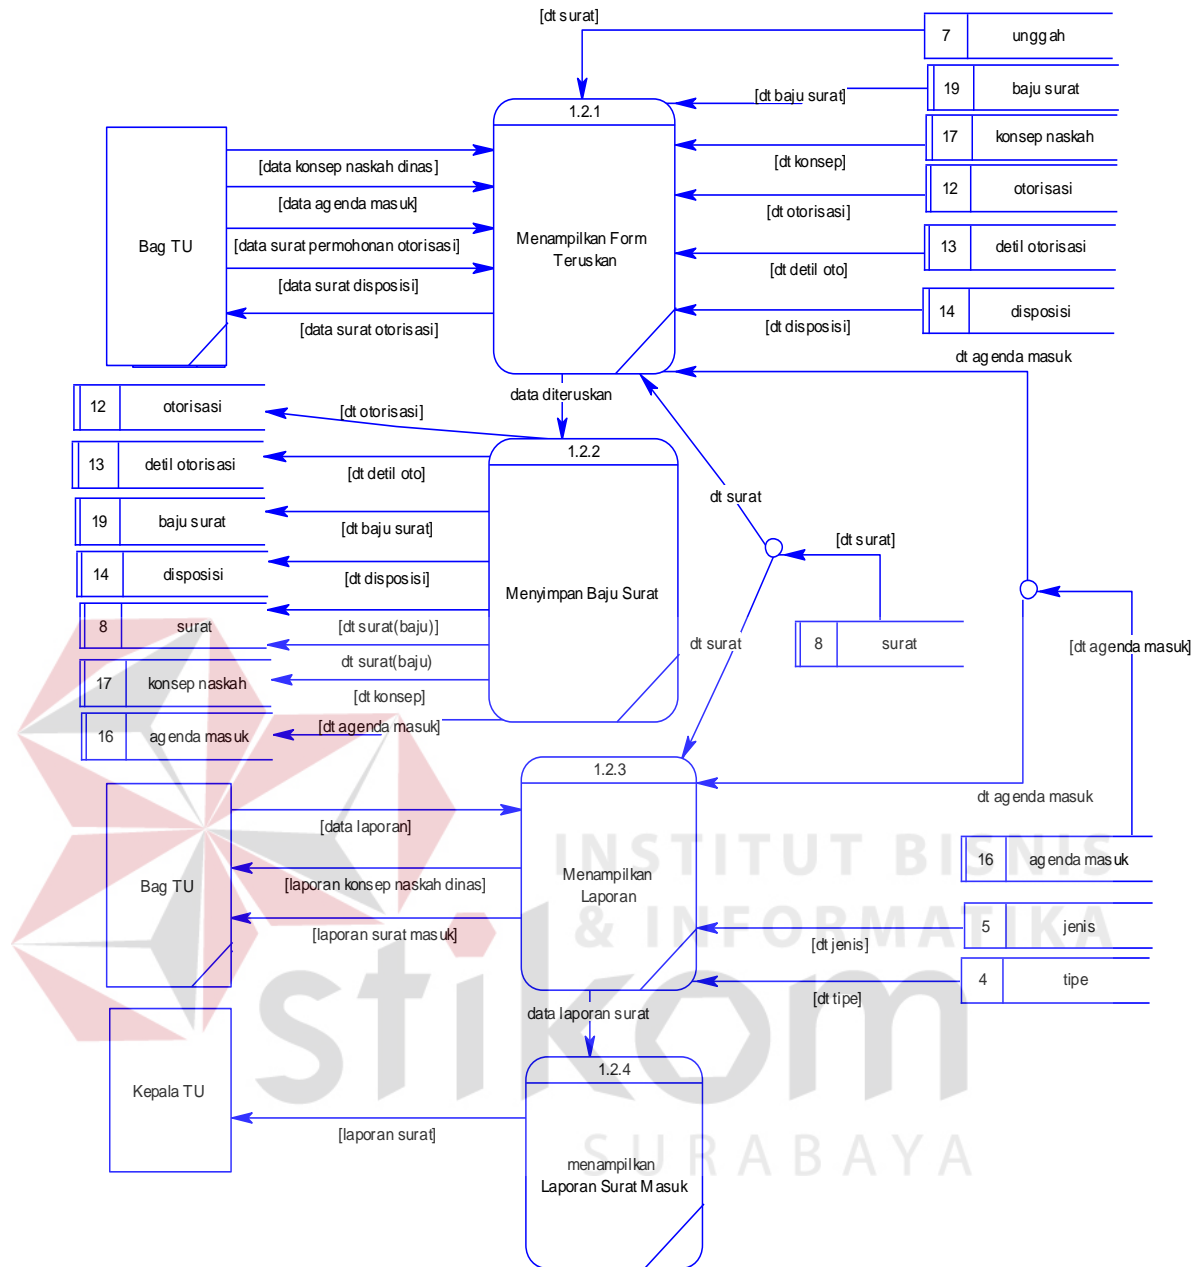 [dt surat]
7 unggah
19 baju surat
[dt baju surat]
1.2.1
17 konsep naskah
[data konsep naskah dinas]
[dt konsep]
12 otorisasi
[data agenda masuk]
[dt otorisasi]
Bag TU
[data surat permohonan otorisasi]
Menampilkan Form
Teruskan
13 detil otorisasi
[dt detil oto]
[data surat disposisi]
14 disposisi
[data surat otorisasi]
[dt disposisi]
dt agenda masuk
data diteruskan
12 otorisasi
[dt otorisasi]
1.2.2
13 detil otorisasi
[dt detil oto]
dt surat
19 baju surat
[dt baju surat]
[dt surat]
14 disposisi
[dt disposisi]
Menyimpan Baju Surat
8 surat
[dt surat(baju)]
dt surat
8 surat
[dt agenda masuk]
dt surat(baju)
17 konsep naskah
[dt konsep]
16 agenda masuk
[dt agenda masuk]
1.2.3
dt agenda masuk
[data laporan]
INSTITUT BISNIS
16 agenda masuk
Menampilkan
Laporan
Bag TU
[laporan konsep naskah dinas]
& INFORMATIKA
5 jenis
[laporan surat masuk]
[dt jenis]
stikom
4 tipe
[dt tipe]
data laporan surat
1.2.4
Kepala TU
[laporan surat]
SURABAYA
menampilkan
Laporan Surat Masuk